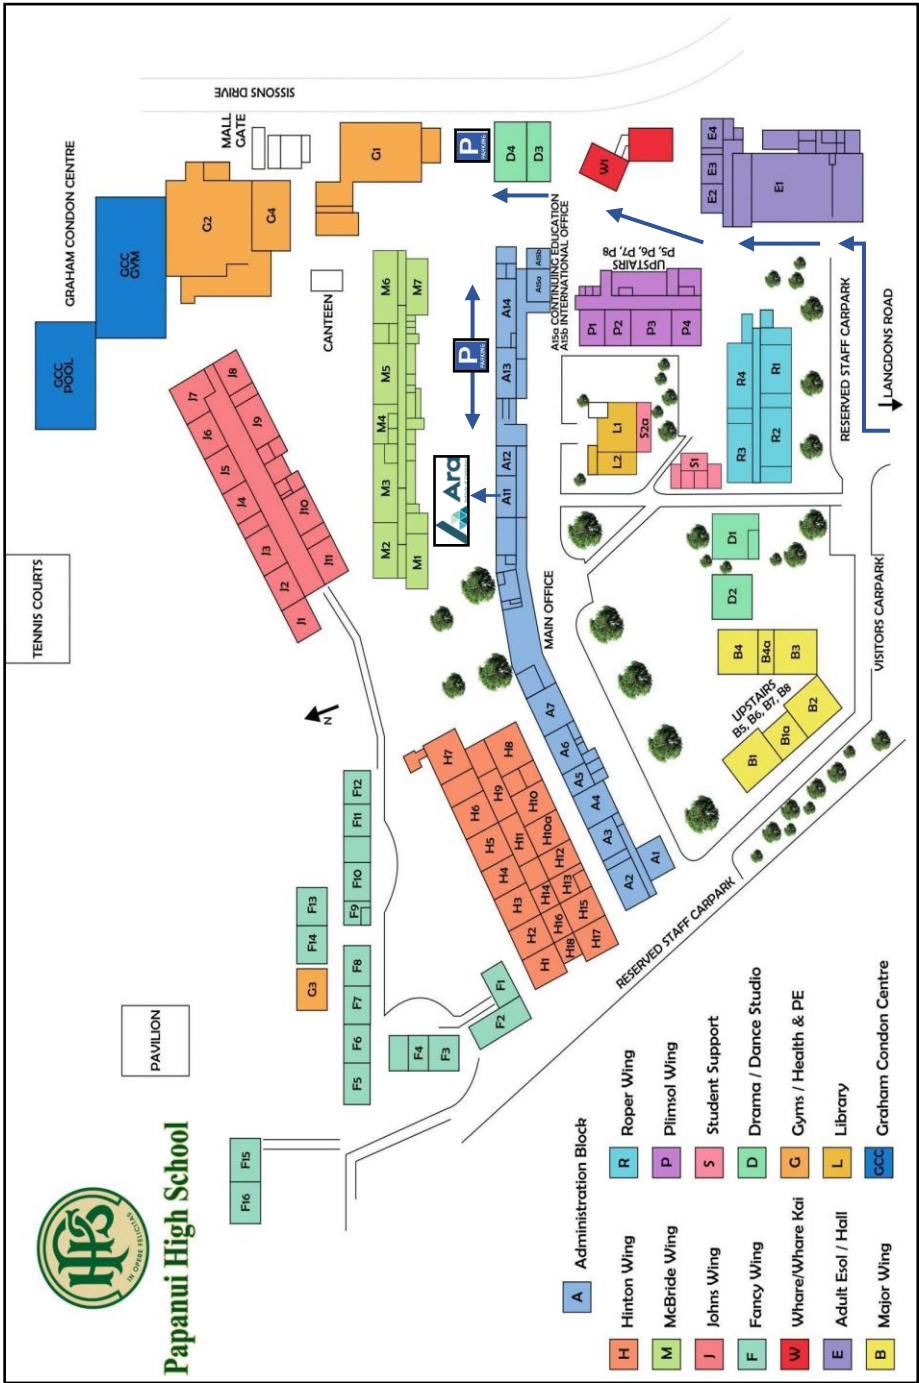 IN OPERE FELICITAS
Papanui High School
PAVILION
TENNIS COURTS
GRAHAM CONDON CENTRE
GCC POOL
GCC GYM
MALL GATE
SISSONS DRIVE
G2
G4
G1
CANTEEN
F16
F15
F5
F6
F7
F8
F9
F10
F11
F12
G3
F14
F13
F4
F3
F2
F1
N
J1
J2
J3
J4
J5
J6
J7
J8
J9
J10
J11
M1
M2
M3
M4
M5
M6
M7
Ara
P
PARKING
P
PARKING
D4
D3
H1
H2
H3
H4
H5
H6
H7
H8
H9
H10
H10a
H11
H12
H13
H14
H15
H16
H17
H18
A1
A2
A3
A4
A5
A6
A7
A11
A12
A13
A14
A15a
A15b
MAIN OFFICE
A15a CONTINUING EDUCATION
A15b INTERNATIONAL OFFICE
W1
UPSTAIRS
P5, P6, P7, P8
P1
P2
P3
P4
L2
L1
S2a
S1
R3
R4
R2
R1
E2
E3
E4
E1
D2
D1
B4
B4a
B3
UPSTAIRS
B5, B6, B7, B8
B1
B1a
B2
RESERVED STAFF CARPARK
VISITORS CARPARK
RESERVED STAFF CARPARK
LANGDONS ROAD
A Administration Block
H Hinton Wing
R Roper Wing
M McBride Wing
P Plimsol Wing
J Johns Wing
S Student Support
F Fancy Wing
D Drama / Dance Studio
W Whare/Whare Kai
G Gyms / Health & PE
E Adult Esol / Hall
L Library
B Major Wing
GCC Graham Condon Centre